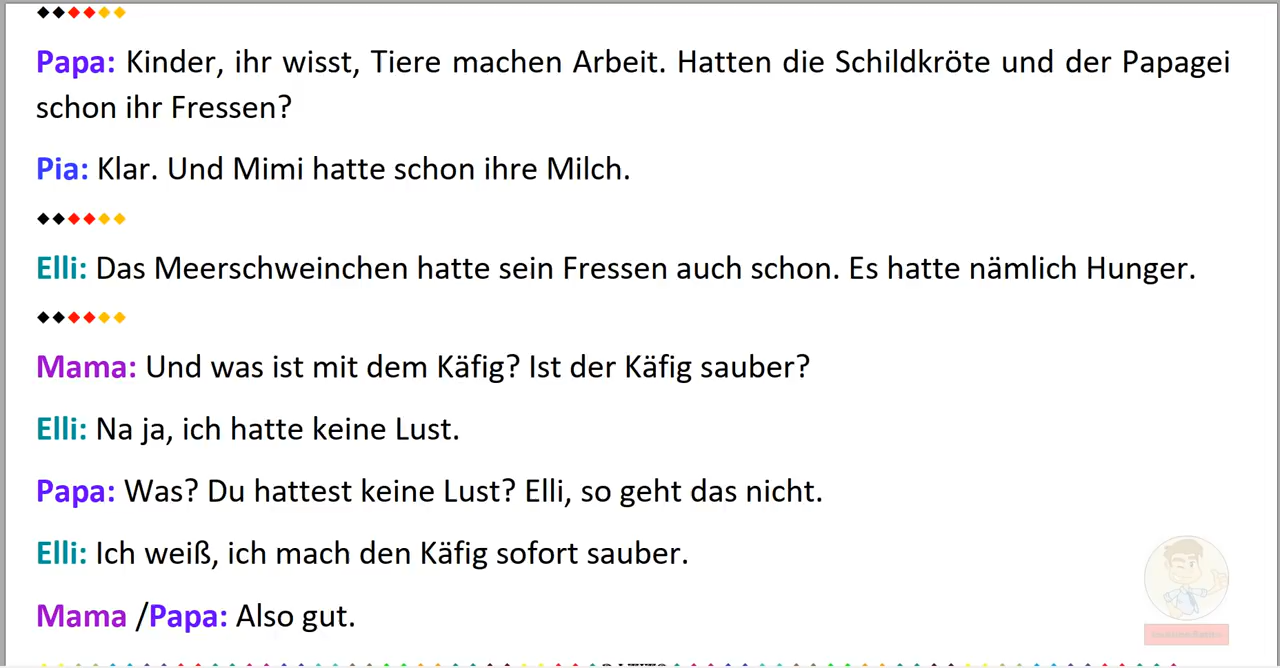 Papa: Kinder, ihr wisst, Tiere machen Arbeit. Hatten die Schildkröte und der Papagei
schon ihr Fressen?
Pia: Klar. Und Mimi hatte schon ihre Milch.
Elli: Das Meerschweinchen hatte sein Fressen auch schon. Es hatte nämlich Hunger.
Mama: Und was ist mit dem Käfig? Ist der Käfig sauber?
Elli: Na ja, ich hatte keine Lust.
Papa: Was? Du hattest keine Lust? Elli, so geht das nicht.
Elli: Ich weiß, ich mach den Käfig sofort sauber.
Mama /Papa: Also gut.